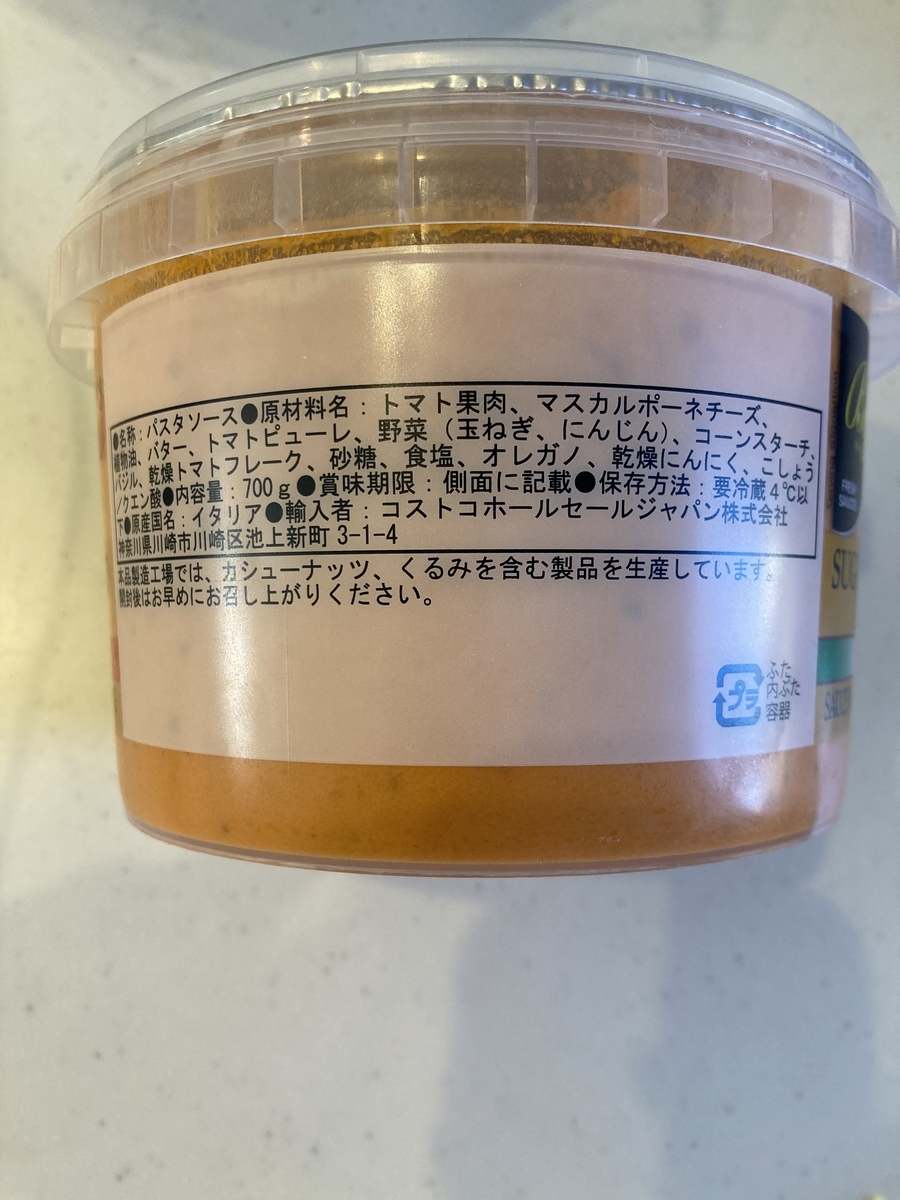 ●名称：パスタソース●原材料名：トマト果肉、マスカルポーネチーズ、
植物油、バター、トマトピューレ、野菜（玉ねぎ、にんじん）、コーンスターチ、
バジル、乾燥トマトフレーク、砂糖、食塩、オレガノ、乾燥にんにく、こしょう
／クエン酸●内容量：700ｇ●賞味期限：側面に記載●保存方法：要冷蔵４℃以
下●原産国名：イタリア●輸入者：コストコホールセールジャパン株式会社
神奈川県川崎市川崎区池上新町 3-1-4
本品製造工場では、カシューナッツ、くるみを含む製品を生産しています。
開封後はお早めにお召し上がりください。
プラ
ふた
内ぶた
容器
FRESH
SUG